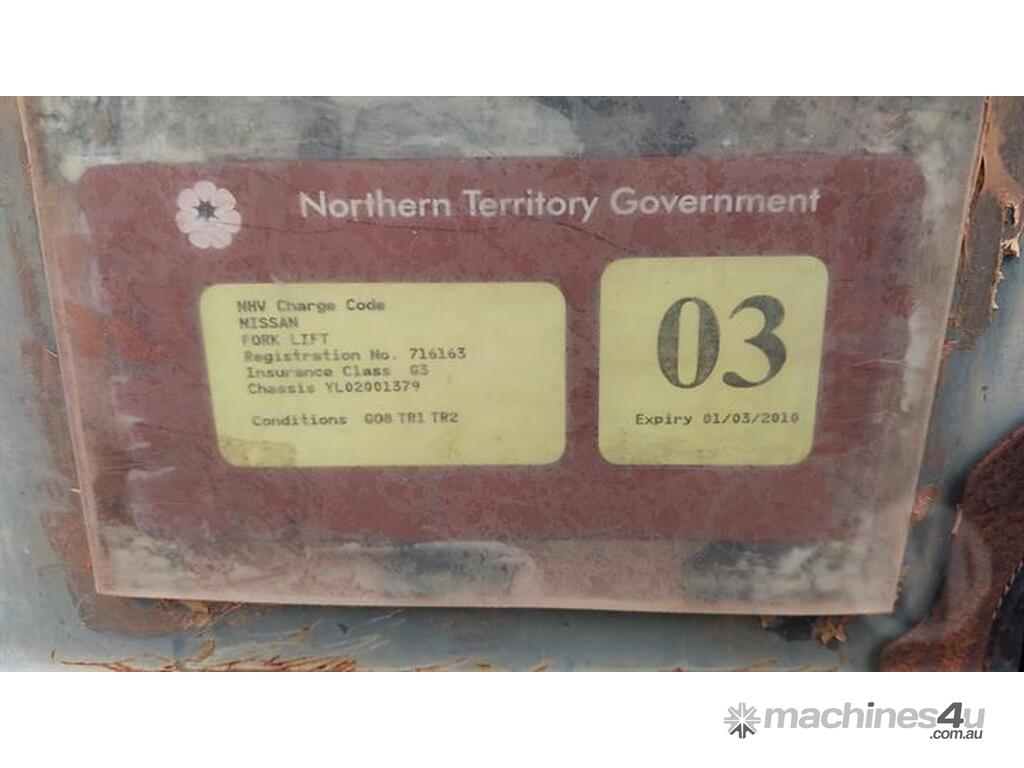 Northern Territory Government
NHV Charge Code
NISSAN
FORK LIFT
Registration No. 716163
Insurance Class G3
Chassis YL02001379
Conditions G08 TR1 TR2
03
Expiry 01/03/2010
machines4u
.com.au